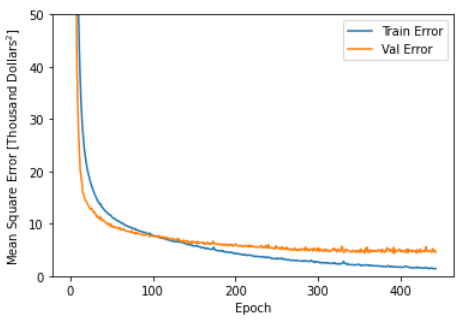 50
40
30
20
10
0
Mean Square Error [Thousand Dollars²]
Train Error
Val Error
0 100 200 300 400
Epoch